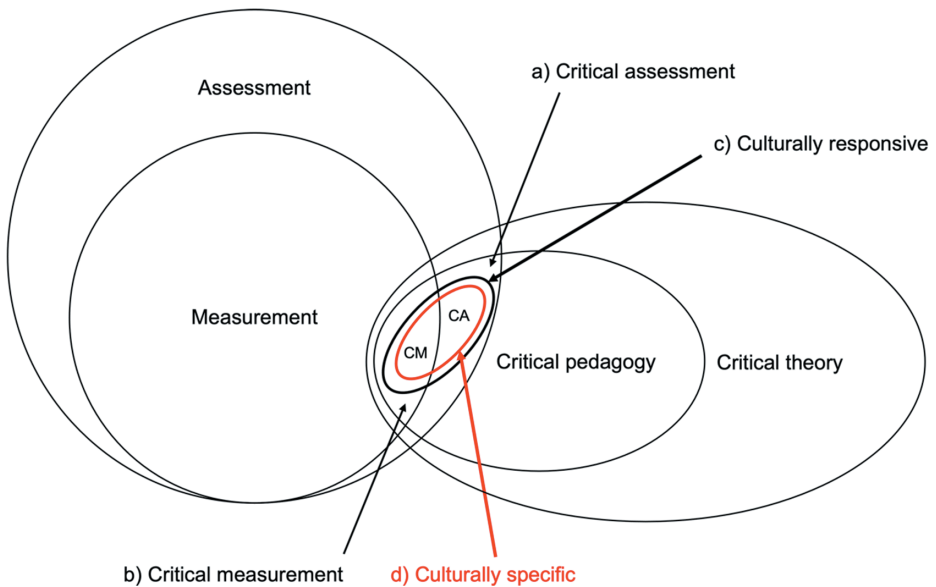 a) Critical assessment
Assessment
c) Culturally responsive
Measurement
CA
CM
Critical pedagogy
Critical theory
b) Critical measurement
d) Culturally specific